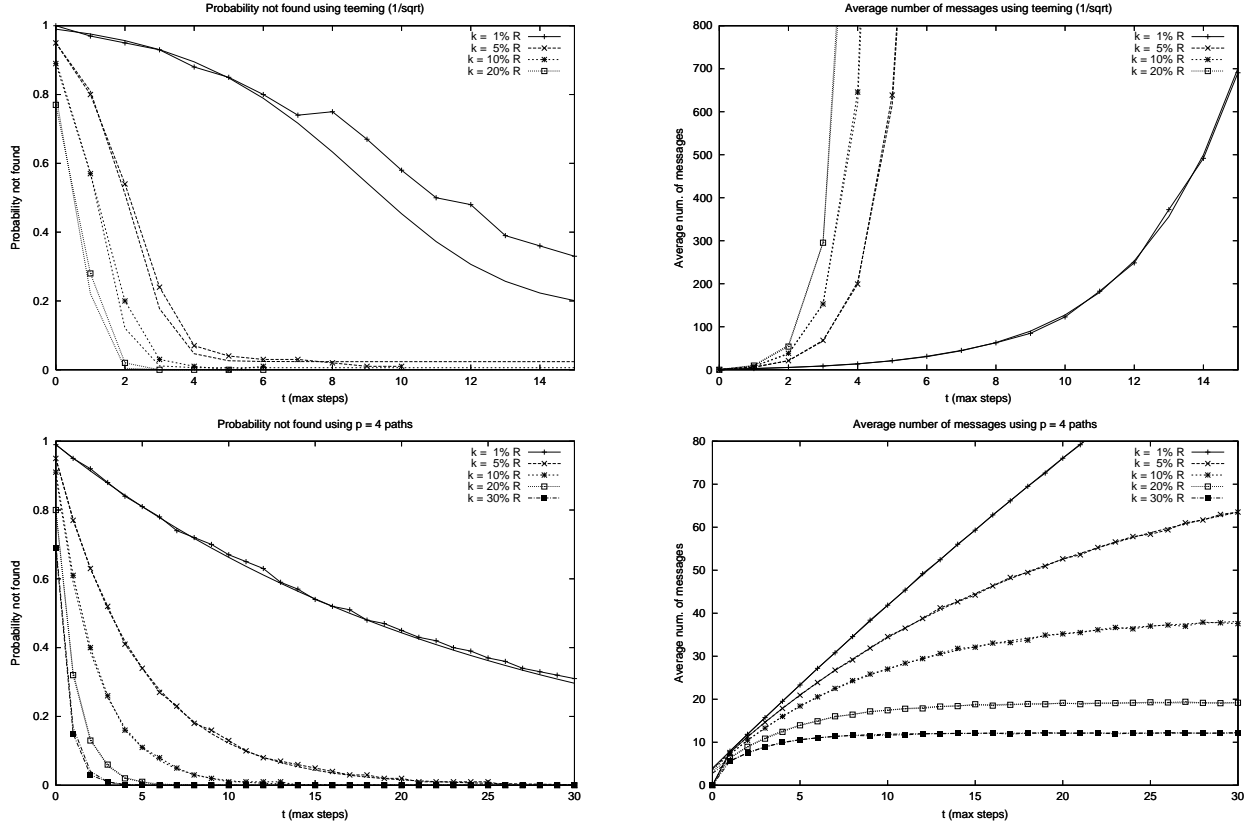 Probability not found using teeming (1/sqrt)
Probability not found
1
0.8
0.6
0.4
0.2
0
0 2 4 6 8 10 12 14
t (max steps)
k = 1% R
k = 5% R
k = 10% R
k = 20% R
Average number of messages using teeming (1/sqrt)
Average num. of messages
800
700
600
500
400
300
200
100
0
0 2 4 6 8 10 12 14
t (max steps)
k = 1% R
k = 5% R
k = 10% R
k = 20% R
Probability not found using p = 4 paths
Probability not found
1
0.8
0.6
0.4
0.2
0
0 5 10 15 20 25 30
t (max steps)
k = 1% R
k = 5% R
k = 10% R
k = 20% R
k = 30% R
Average number of messages using p = 4 paths
Average num. of messages
80
70
60
50
40
30
20
10
0
0 5 10 15 20 25 30
t (max steps)
k = 1% R
k = 5% R
k = 10% R
k = 20% R
k = 30% R